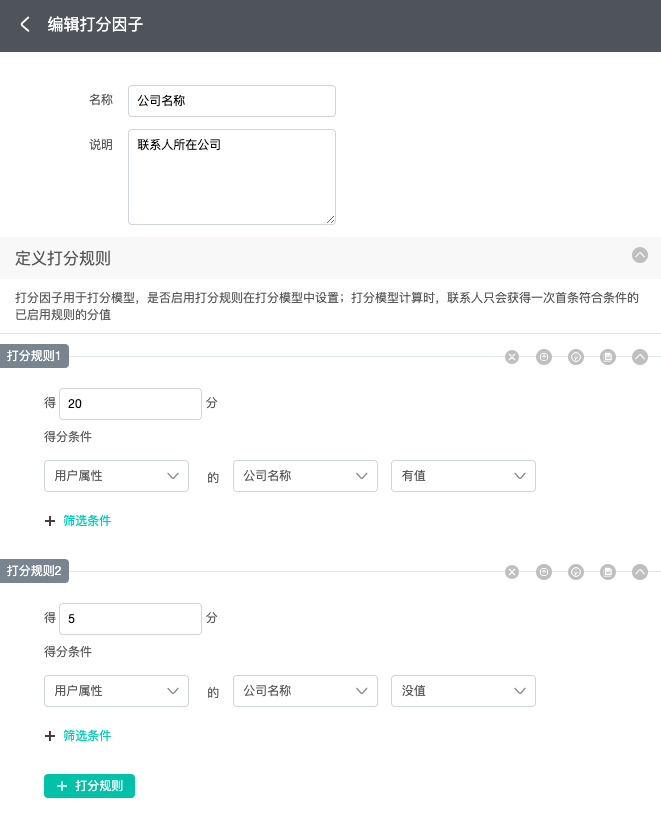 编辑打分因子
名称 公司名称
说明 联系人所在公司
定义打分规则
打分因子用于打分模型，是否启用打分规则在打分模型中设置；打分模型计算时，联系人只会获得一次首条符合条件的
已启用规则的分值
打分规则1
得 20 分
得分条件
用户属性 的 公司名称 有值
+ 筛选条件
打分规则2
得 5 分
得分条件
用户属性 的 公司名称 没值
+ 筛选条件
+ 打分规则